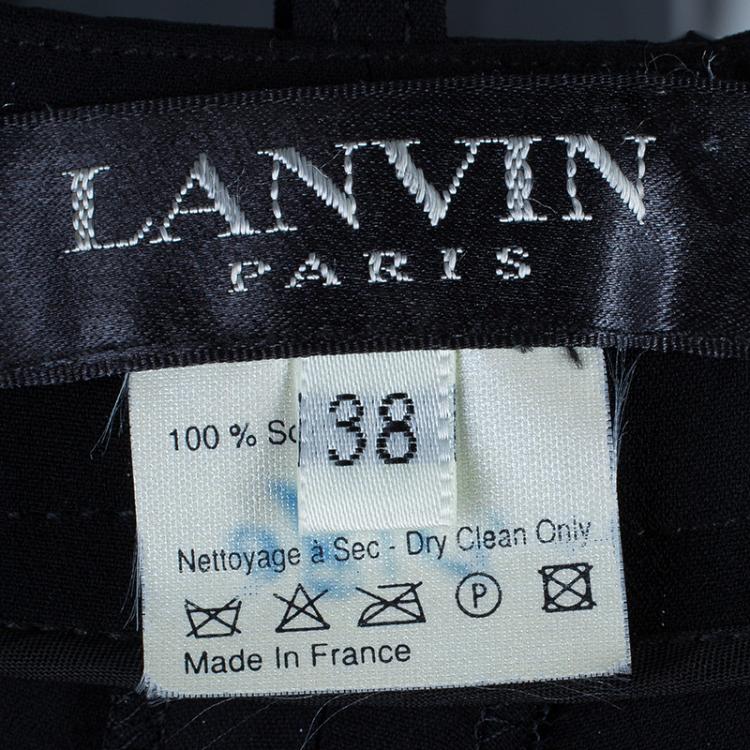 LANVIN
PARIS
38
100 %
Nettoyage à Sec - Dry Clean Only
P
Made In France